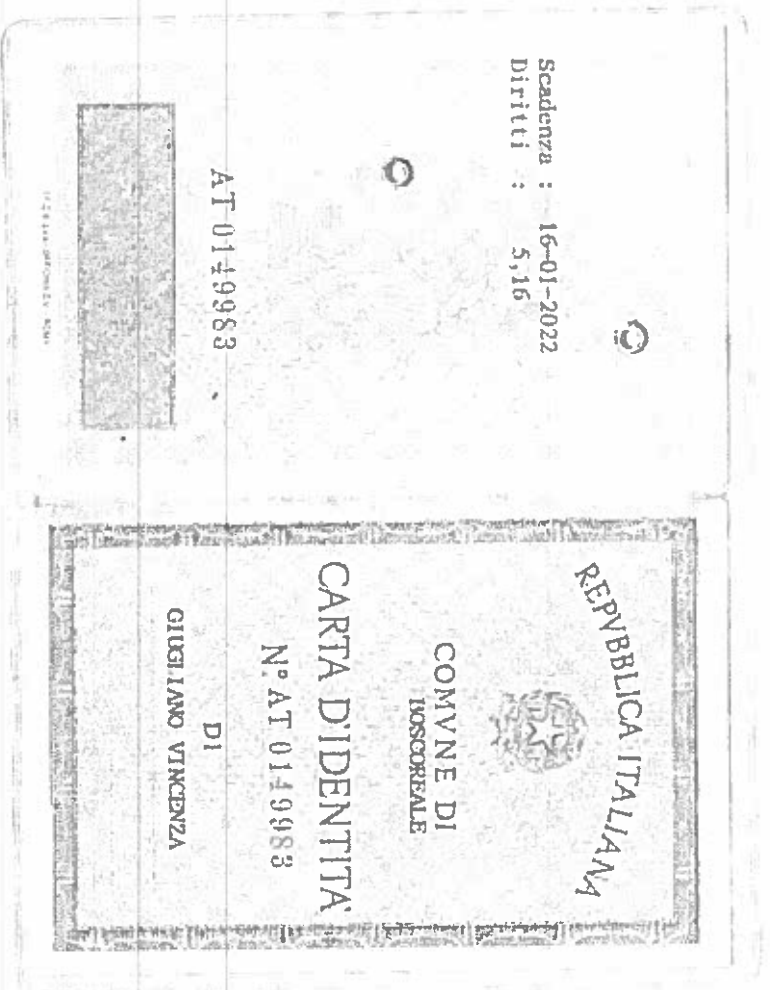 Scadenza : 16-01-2022
Diritti : 5,16
AT 0149983
REPVBBLICA ITALIANA
COMVNE DI
BOSCOREALE
CARTA D'IDENTITA'
N° AT 0149983
DI
GIUGLIANO VINCENZA